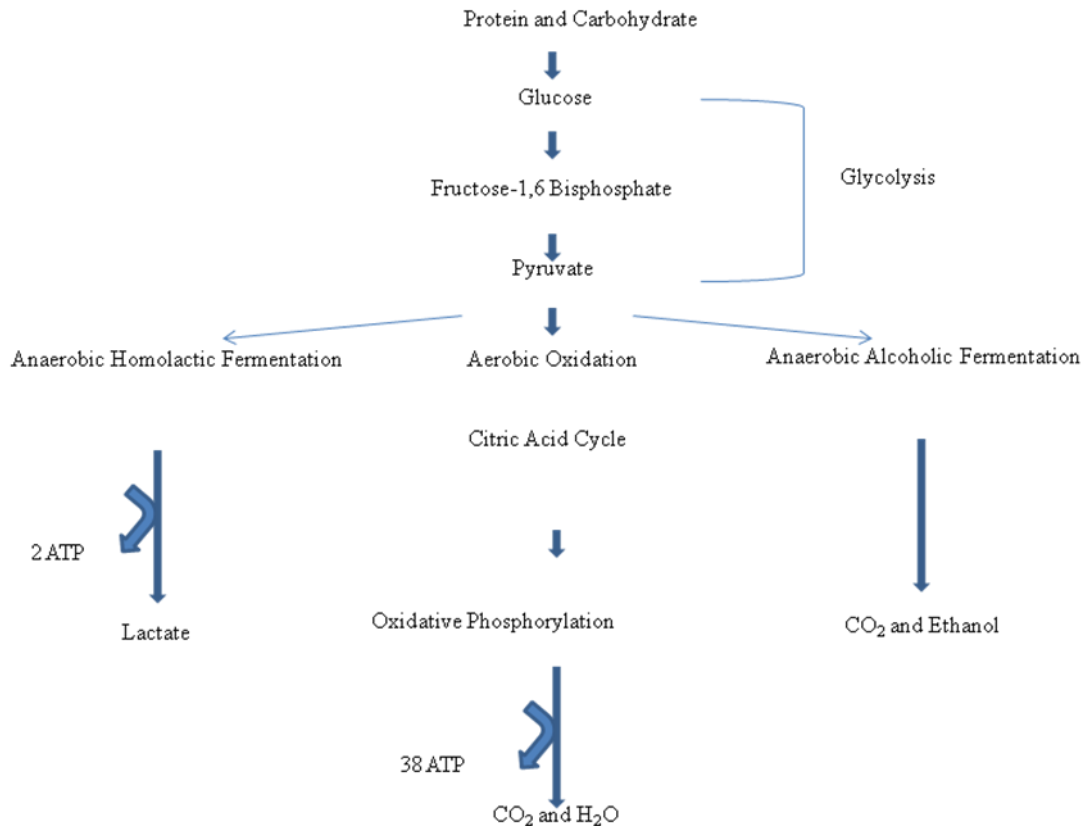 Protein and Carbohydrate
Glucose
Fructose-1,6 Bisphosphate
Glycolysis
Pyruvate
Anaerobic Homolactic Fermentation
Aerobic Oxidation
Anaerobic Alcoholic Fermentation
Citric Acid Cycle
2 ATP
Lactate
Oxidative Phosphorylation
CO₂ and Ethanol
38 ATP
CO₂ and H₂O